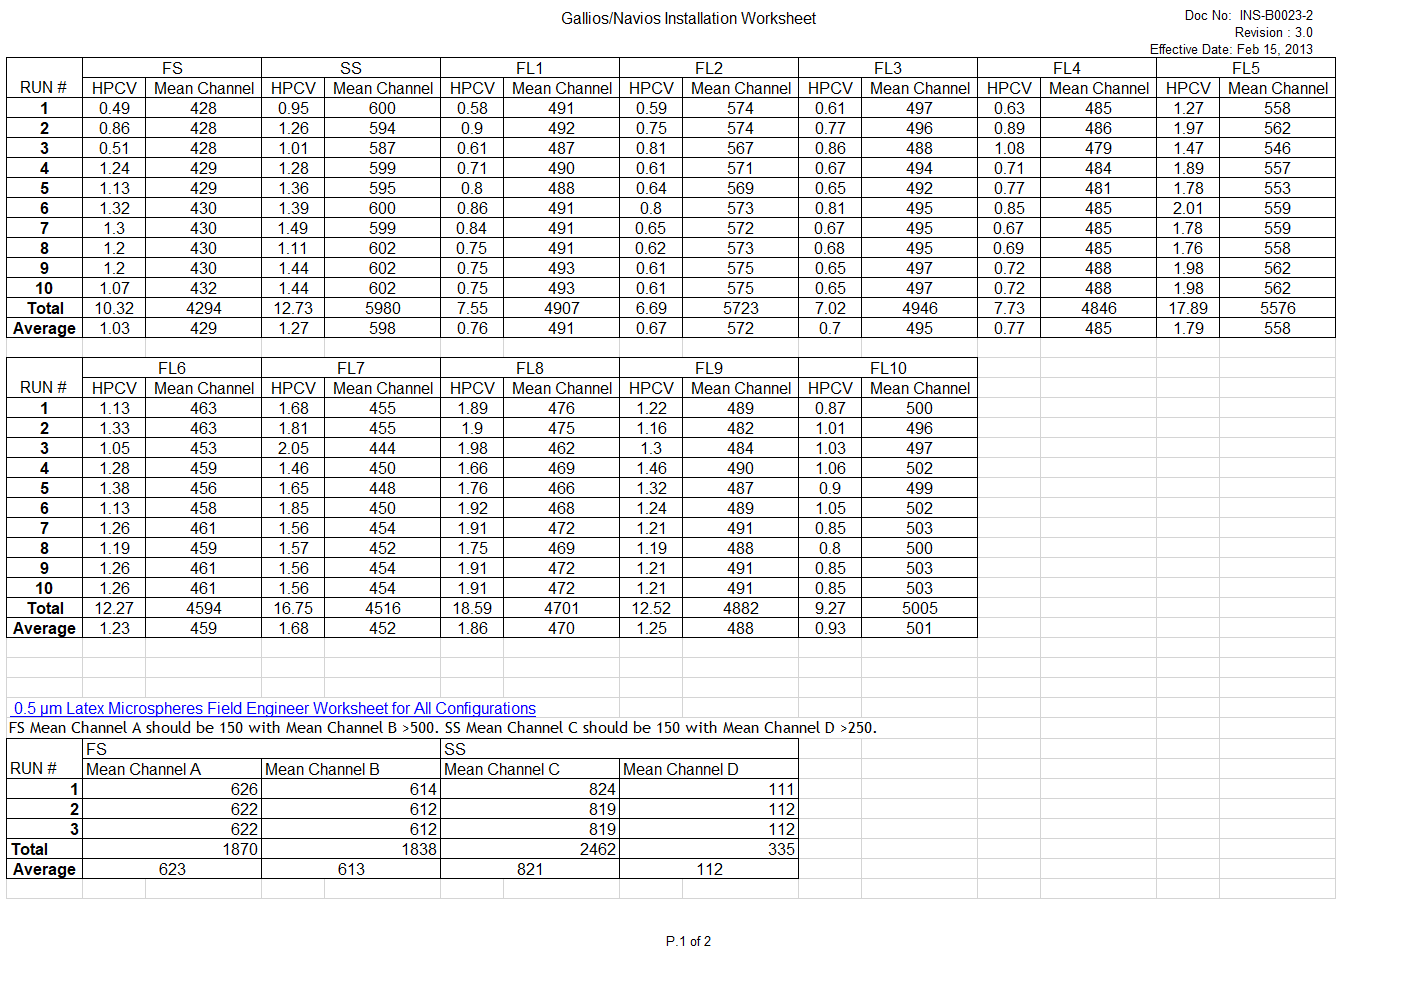 Gallios/Navios Installation Worksheet
Doc No: INS-B0023-2
Revision : 3.0
Effective Date: Feb 15, 2013
FS SS FL1 FL2 FL3 FL4 FL5
RUN # HPCV Mean Channel HPCV Mean Channel HPCV Mean Channel HPCV Mean Channel HPCV Mean Channel HPCV Mean Channel HPCV Mean Channel
1 0.49 428 0.95 600 0.58 491 0.59 574 0.61 497 0.63 485 1.27 558
2 0.86 428 1.26 594 0.9 492 0.75 574 0.77 496 0.89 486 1.97 562
3 0.51 428 1.01 587 0.61 487 0.81 567 0.86 488 1.08 479 1.47 546
4 1.24 429 1.28 599 0.71 490 0.61 571 0.67 494 0.71 484 1.89 557
5 1.13 429 1.36 595 0.8 488 0.64 569 0.65 492 0.77 481 1.78 553
6 1.32 430 1.39 600 0.86 491 0.8 573 0.81 495 0.85 485 2.01 559
7 1.3 430 1.49 599 0.84 491 0.65 572 0.67 495 0.67 485 1.78 559
8 1.2 430 1.11 602 0.75 491 0.62 573 0.68 495 0.69 485 1.76 558
9 1.2 430 1.44 602 0.75 493 0.61 575 0.65 497 0.72 488 1.98 562
10 1.07 432 1.44 602 0.75 493 0.61 575 0.65 497 0.72 488 1.98 562
Total 10.32 4294 12.73 5980 7.55 4907 6.69 5723 7.02 4946 7.73 4846 17.89 5576
Average 1.03 429 1.27 598 0.76 491 0.67 572 0.7 495 0.77 485 1.79 558
FL6 FL7 FL8 FL9 FL10
RUN # HPCV Mean Channel HPCV Mean Channel HPCV Mean Channel HPCV Mean Channel HPCV Mean Channel
1 1.13 463 1.68 455 1.89 476 1.22 489 0.87 500
2 1.33 463 1.81 455 1.9 475 1.16 482 1.01 496
3 1.05 453 2.05 444 1.98 462 1.3 484 1.03 497
4 1.28 459 1.46 450 1.66 469 1.46 490 1.06 502
5 1.38 456 1.65 448 1.76 466 1.32 487 0.9 499
6 1.13 458 1.85 450 1.92 468 1.24 489 1.05 502
7 1.26 461 1.56 454 1.91 472 1.21 491 0.85 503
8 1.19 459 1.57 452 1.75 469 1.19 488 0.8 500
9 1.26 461 1.56 454 1.91 472 1.21 491 0.85 503
10 1.26 461 1.56 454 1.91 472 1.21 491 0.85 503
Total 12.27 4594 16.75 4516 18.59 4701 12.52 4882 9.27 5005
Average 1.23 459 1.68 452 1.86 470 1.25 488 0.93 501
0.5 µm Latex Microspheres Field Engineer Worksheet for All Configurations
FS Mean Channel A should be 150 with Mean Channel B >500. SS Mean Channel C should be 150 with Mean Channel D >250.
FS SS
RUN # Mean Channel A Mean Channel B Mean Channel C Mean Channel D
1 626 614 824 111
2 622 612 819 112
3 622 612 819 112
Total 1870 1838 2462 335
Average 623 613 821 112
P.1 of 2